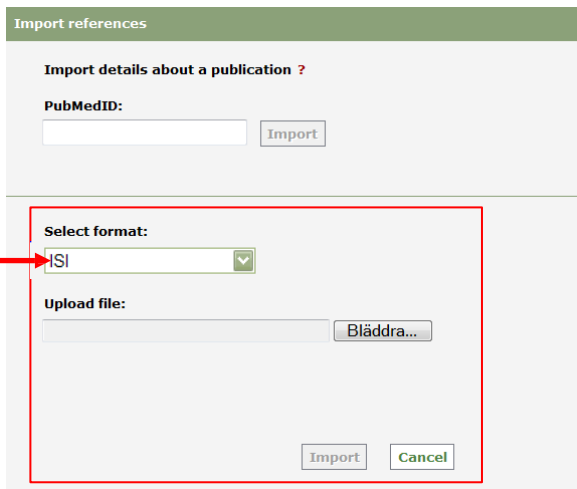 Import references
Import details about a publication ?
PubMedID:
Import
Select format:
ISI
Upload file:
Bläddra...
Import Cancel